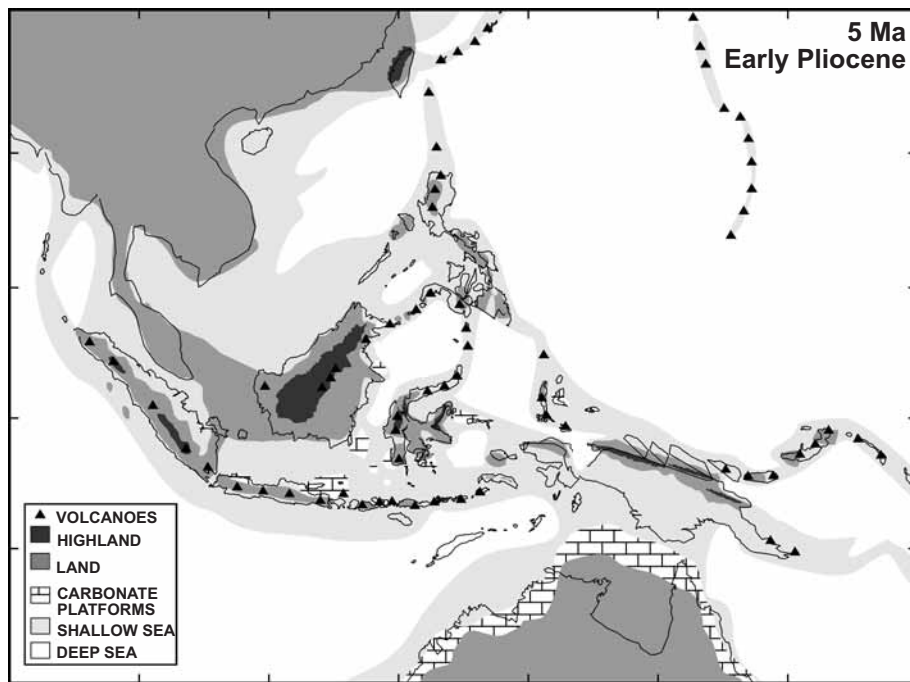 5 Ma
Early Pliocene
VOLCANOES
HIGHLAND
LAND
CARBONATE
PLATFORMS
SHALLOW SEA
DEEP SEA